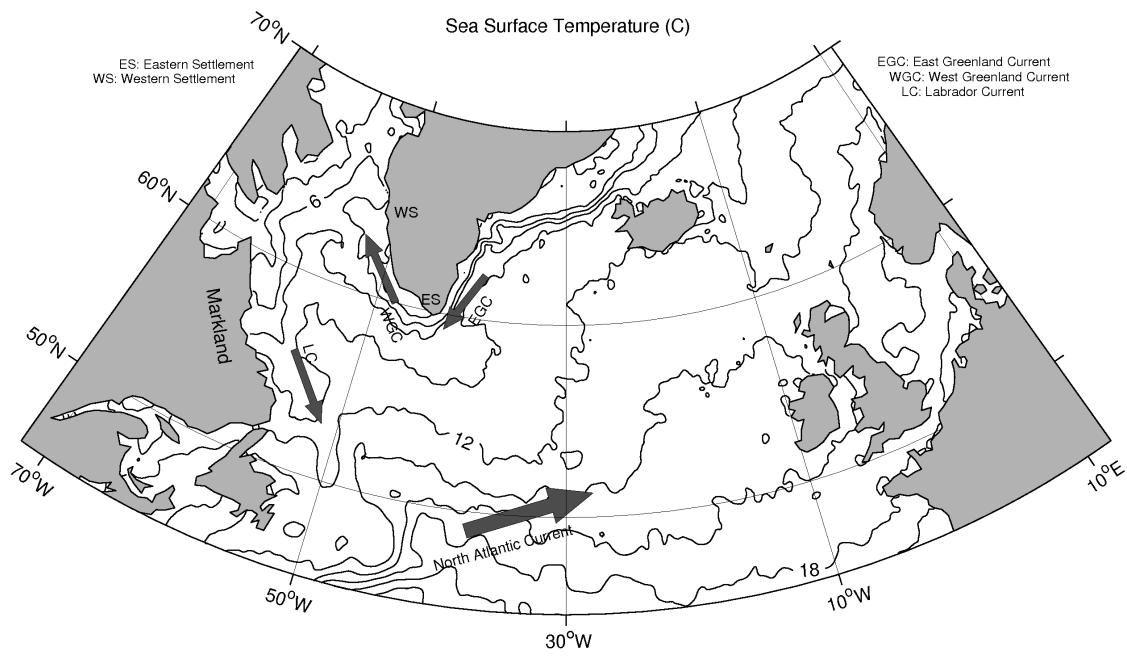 Sea Surface Temperature (C)
ES: Eastern Settlement
WS: Western Settlement
EGC: East Greenland Current
WGC: West Greenland Current
LC: Labrador Current
70°N
60°N
50°N
6
WS
ES
EGC
WGC
Markland
LC
12
North Atlantic Current
18
70°W
50°W
30°W
10°W
10°E